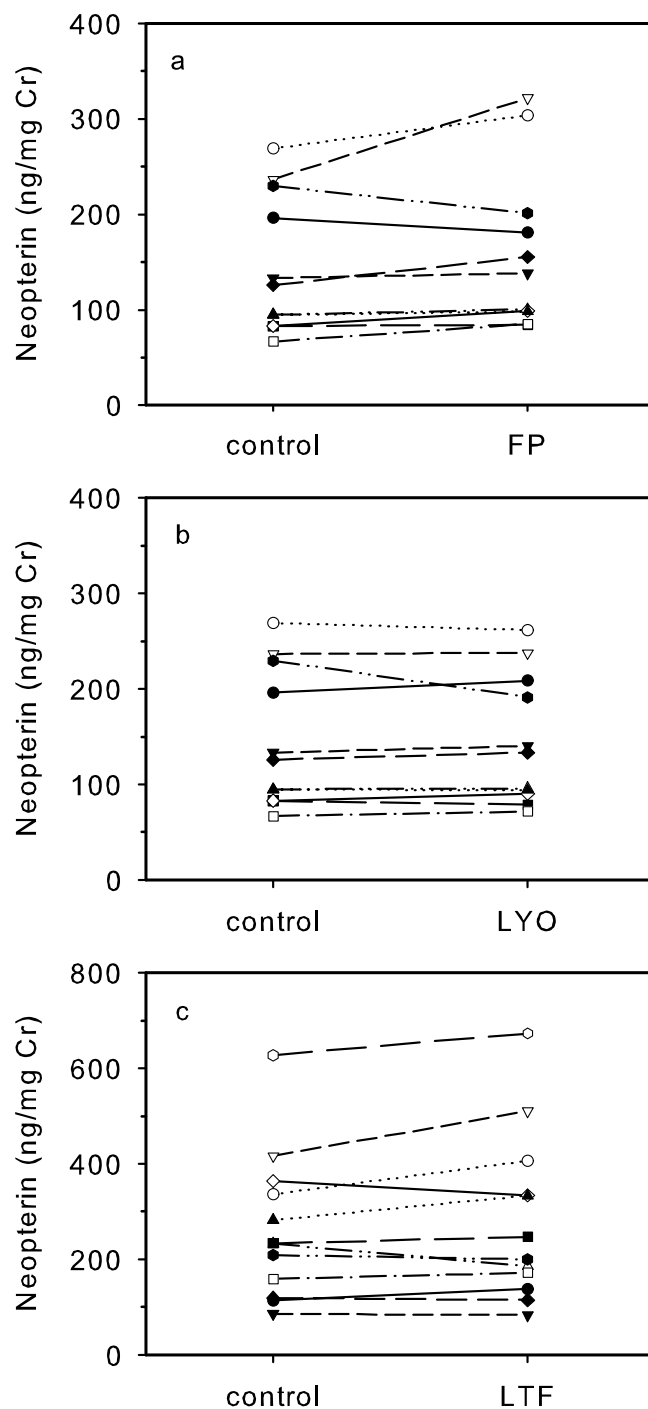 a
Neopterin (ng/mg Cr)
400
300
200
100
0
control FP
b
Neopterin (ng/mg Cr)
400
300
200
100
0
control LYO
c
Neopterin (ng/mg Cr)
800
600
400
200
0
control LTF